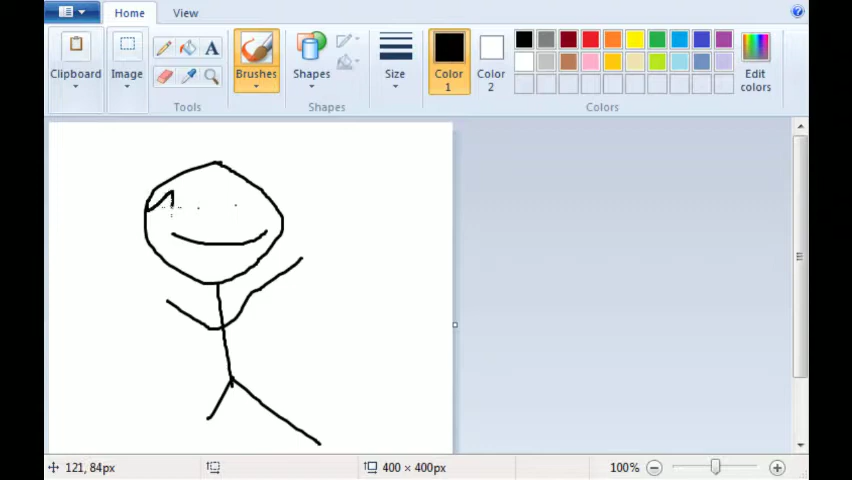 Home View
Clipboard
Image
A
Tools
Brushes
Shapes
Shapes
Size
Color
1
Color
2
Edit
colors
Colors
121, 84px
400 × 400px
100%